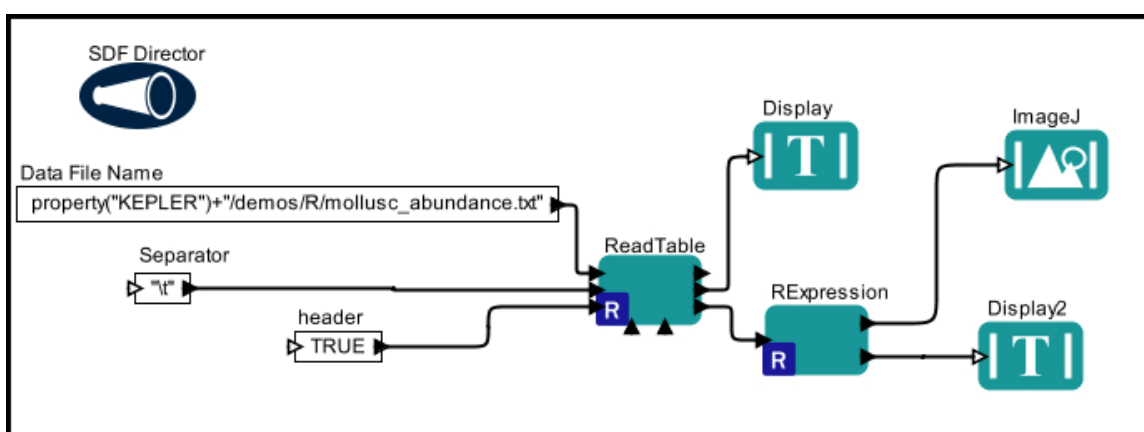 SDF Director
Display
ImageJ
Data File Name
property("KEPLER")+"/demos/R/mollusc_abundance.txt"
T
ReadTable
Separator
"\t"
R
RExpression
header
TRUE
Display2
R
T